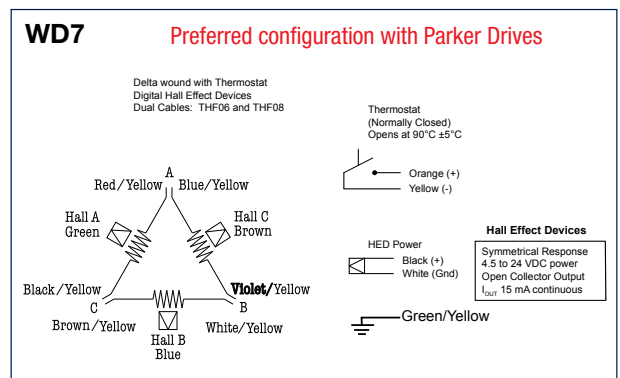 WD7 Preferred configuration with Parker Drives
Delta wound with Thermostat
Digital Hall Effect Devices
Dual Cables: THF06 and THF08
Thermostat
(Normally Closed)
Opens at 90°C ±5°C
Orange (+)
Yellow (-)
A
Red/Yellow Blue/Yellow
Hall A
Green
Hall C
Brown
Black/Yellow
C
Brown/Yellow
Violet/Yellow
B
White/Yellow
Hall B
Blue
HED Power
Black (+)
White (Gnd)
Hall Effect Devices
Symmetrical Response
4.5 to 24 VDC power
Open Collector Output
IOUT 15 mA continuous
Green/Yellow